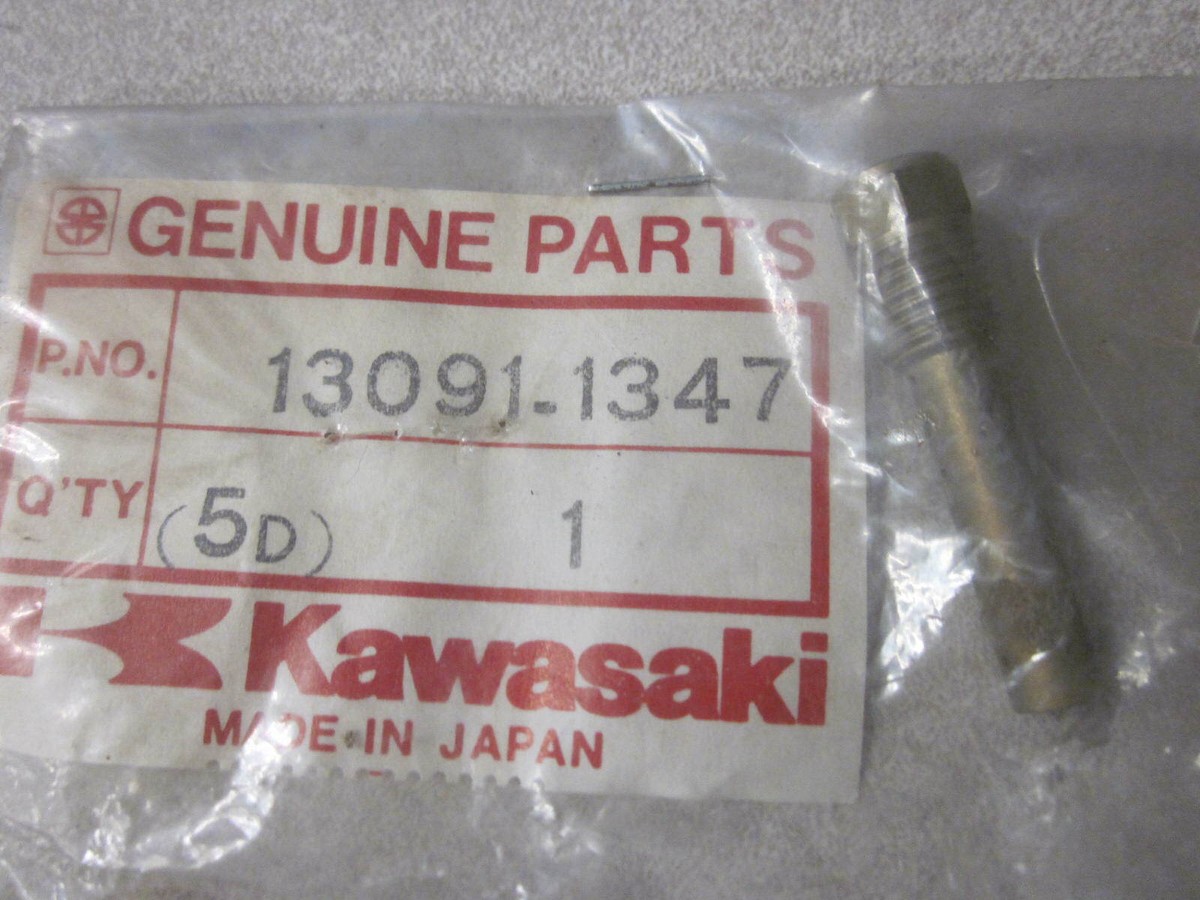 GENUINE PARTS
P.NO. 13091-1347
Q'TY (5D) 1
Kawasaki
MADE IN JAPAN